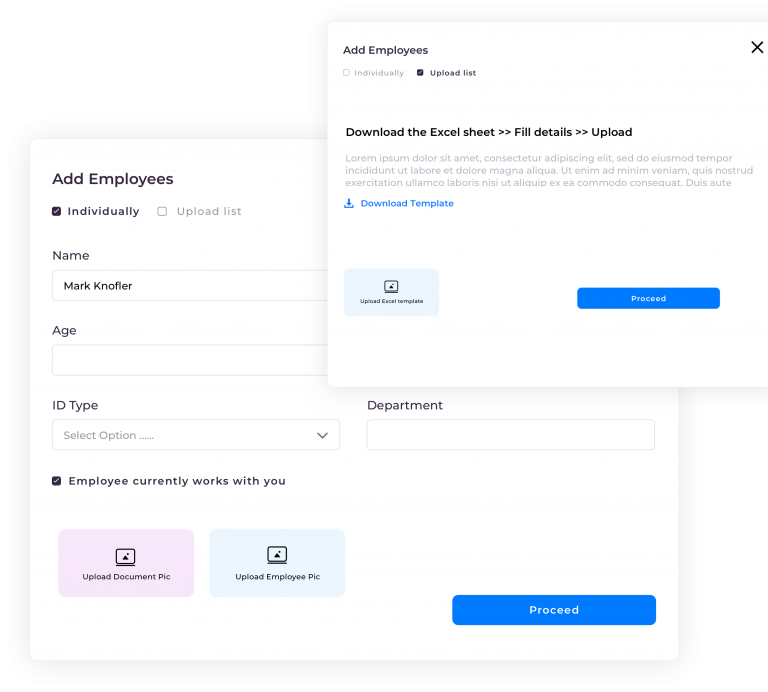 Add Employees
Individually
Upload list
Download the Excel sheet >> Fill details >> Upload
Lorem ipsum dolor sit amet, consectetur adipiscing elit, sed do eiusmod tempor
incididunt ut labore et dolore magna aliqua. Ut enim ad minim veniam, quis nostrud
exercitation ullamco laboris nisi ut aliquip ex ea commodo consequat. Duis aute
Download Template
Upload Excel template
Proceed
Add Employees
Individually
Upload list
Name
Mark Knofler
Age
ID Type
Department
Select Option ......
Employee currently works with you
Upload Document Pic
Upload Employee Pic
Proceed